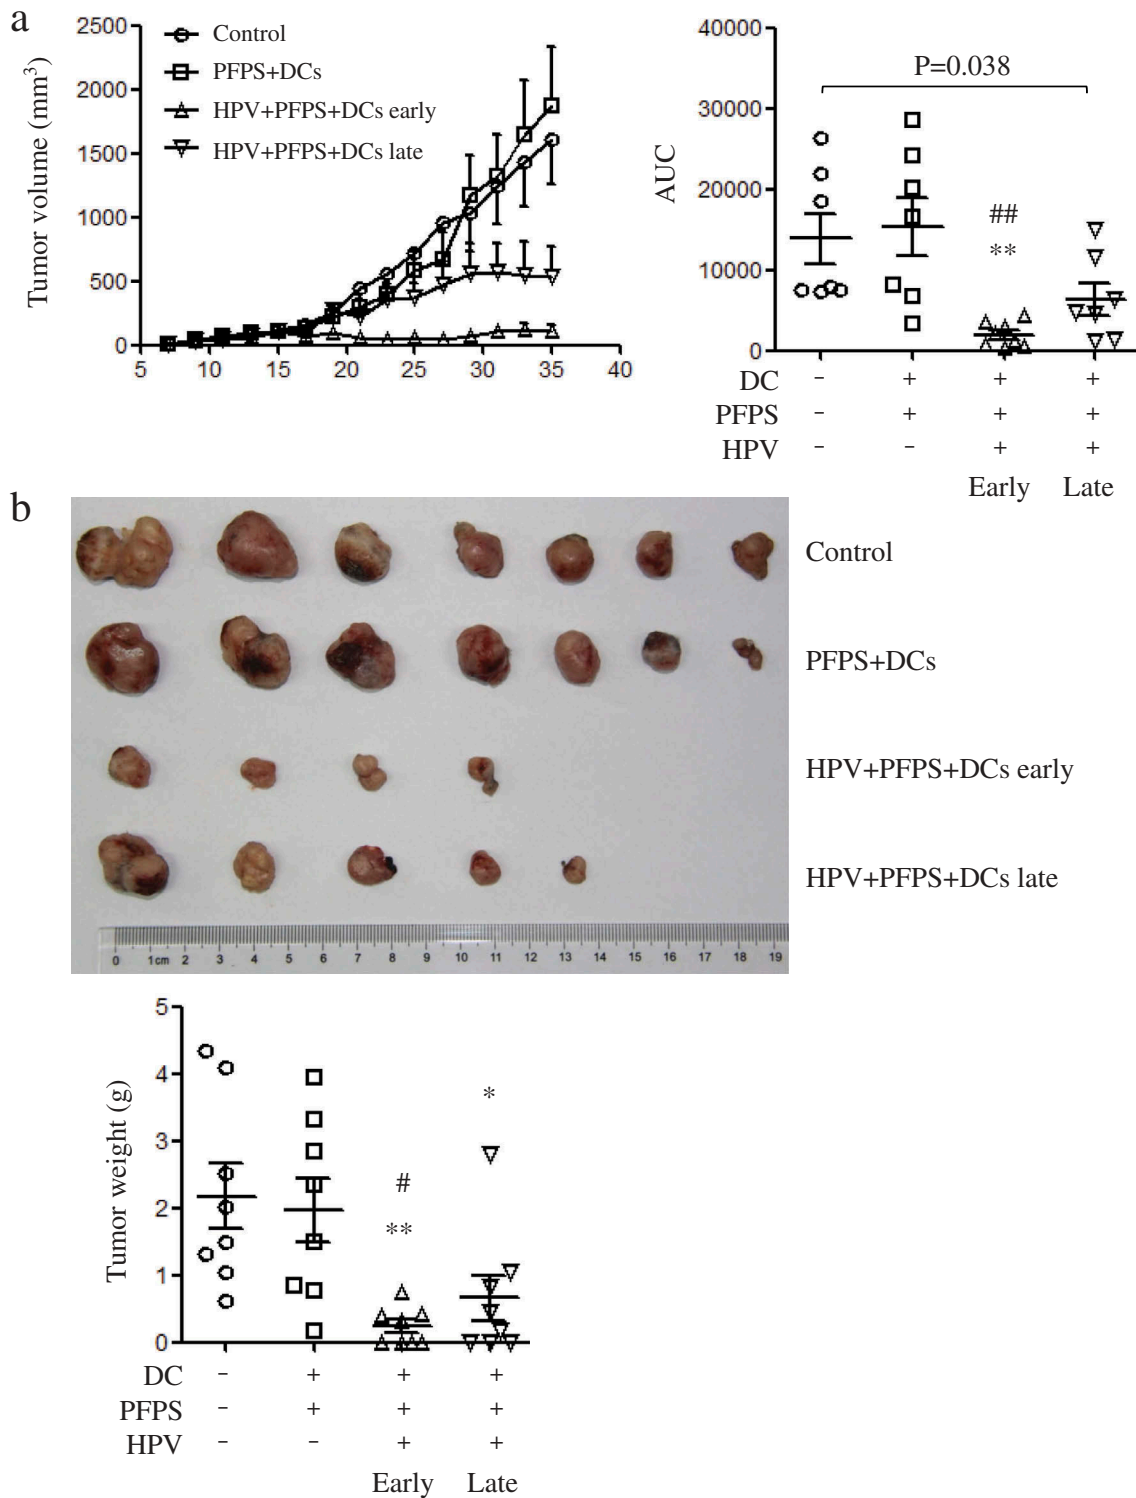 a
2500
2000
1500
1000
500
0
Tumor volume (mm³)
Control
PFPS+DCs
HPV+PFPS+DCs early
HPV+PFPS+DCs late
5 10 15 20 25 30 35 40
40000
30000
20000
10000
0
AUC
P=0.038
##
**
DC - + + +
PFPS - + + +
HPV - - + +
Early Late
b
Control
PFPS+DCs
HPV+PFPS+DCs early
HPV+PFPS+DCs late
0 1cm 2 3 4 5 6 7 8 9 10 11 12 13 14 15 16 17 18 19
5
4
3
2
1
0
Tumor weight (g)
#
**
*
DC - + + +
PFPS - + + +
HPV - - + +
Early Late